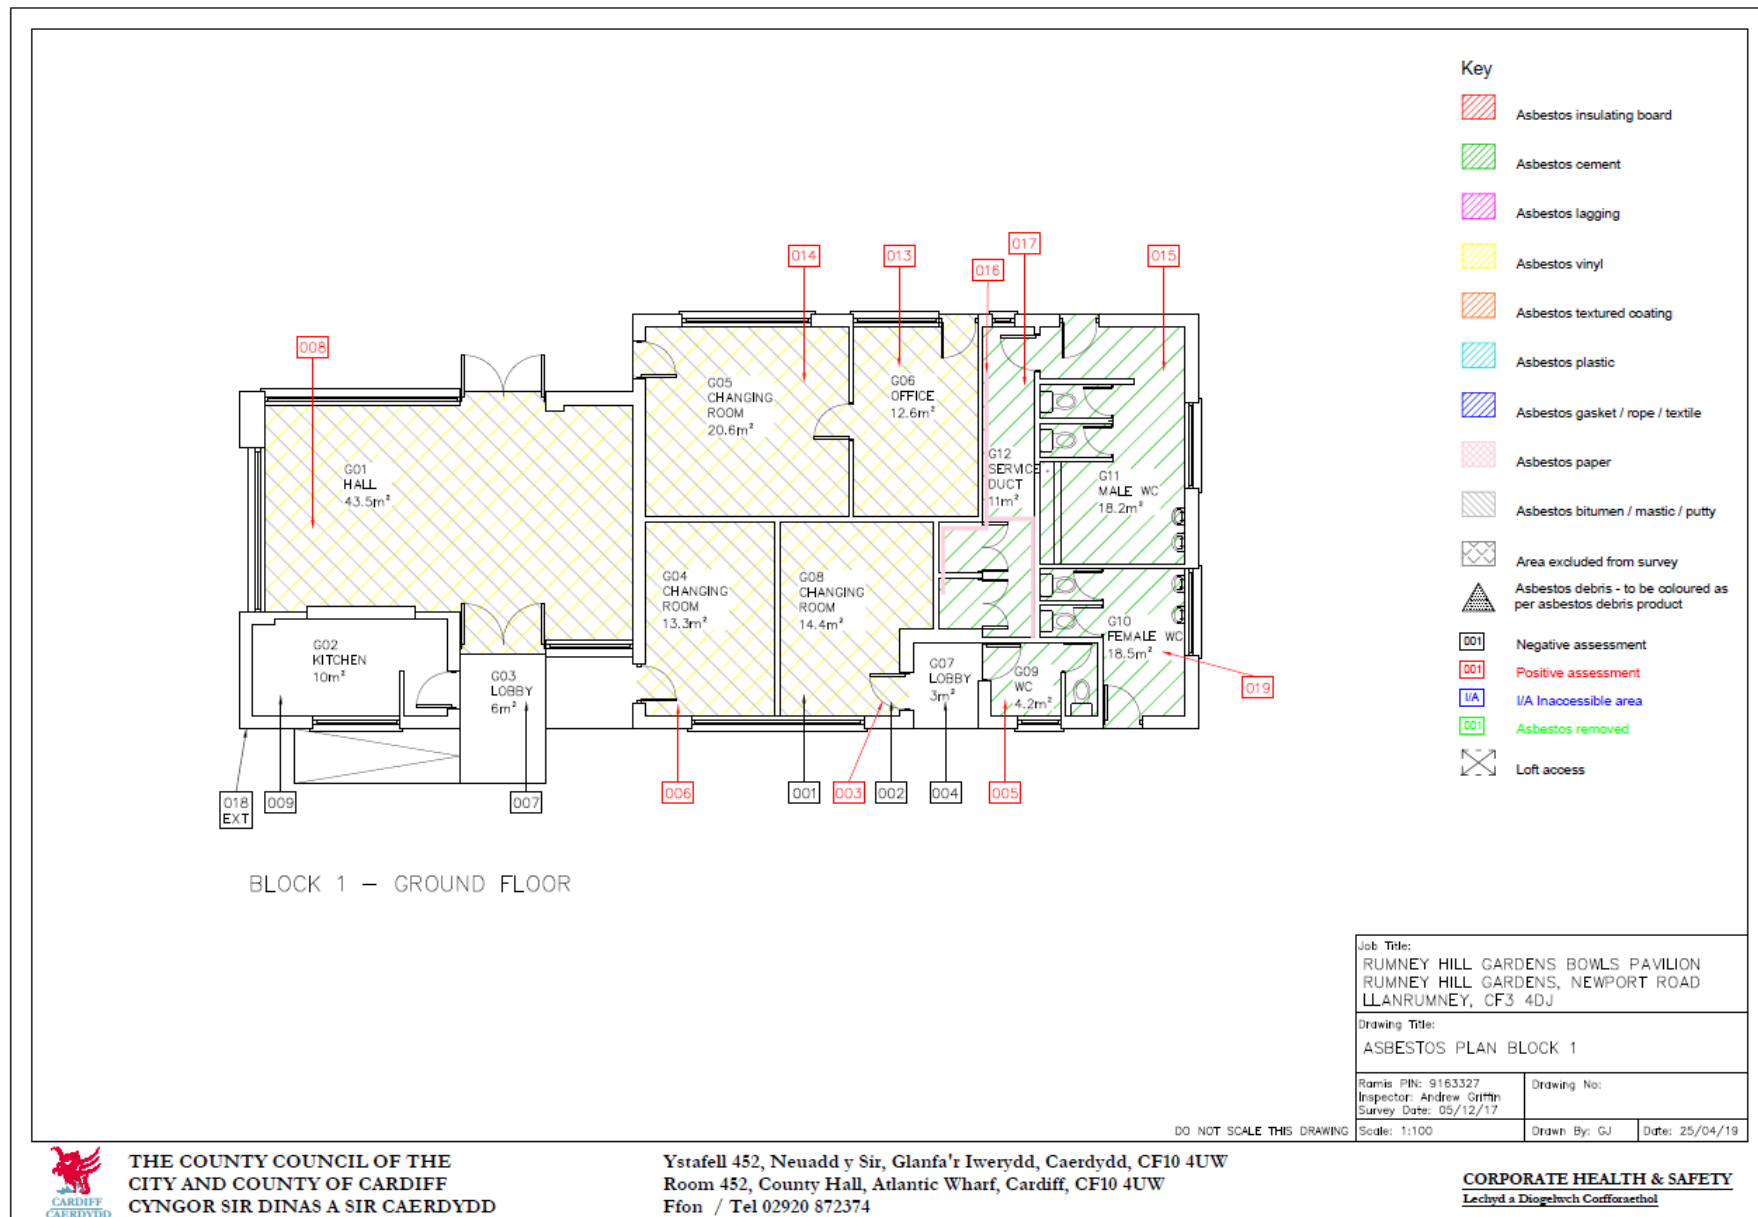 Key
Asbestos insulating board
Asbestos cement
Asbestos lagging
Asbestos vinyl
Asbestos textured coating
Asbestos plastic
Asbestos gasket / rope / textile
Asbestos paper
Asbestos bitumen / mastic / putty
Area excluded from survey
Asbestos debris - to be coloured as
per asbestos debris product
001 Negative assessment
001 Positive assessment
I/A I/A Inaccessible area
001 Asbestos removed
Loft access
017
014
013
015
016
008
G05
CHANGING
ROOM
20.6m²
G06
OFFICE
12.6m²
G01
HALL
43.5m²
G12
SERVICE
DUCT
11m²
G11
MALE WC
18.2m²
G04
CHANGING
ROOM
13.3m²
G08
CHANGING
ROOM
14.4m²
G10
FEMALE WC
18.5m²
G02
KITCHEN
10m²
G03
LOBBY
6m²
G07
LOBBY
3m²
G09
WC
4.2m²
019
018
EXT
009
007
006
001
003
002
004
005
BLOCK 1 – GROUND FLOOR
Job Title:
RUMNEY HILL GARDENS BOWLS PAVILION
RUMNEY HILL GARDENS, NEWPORT ROAD
LLANRUMNEY, CF3 4DJ
Drawing Title:
ASBESTOS PLAN BLOCK 1
Ramis PIN: 9163327
Inspector: Andrew Griffin
Survey Date: 05/12/17
Drawing No:
DO NOT SCALE THIS DRAWING
Scale: 1:100
Drawn By: GJ
Date: 25/04/19
CARDIFF
CAERDYDD
THE COUNTY COUNCIL OF THE
CITY AND COUNTY OF CARDIFF
CYNGOR SIR DINAS A SIR CAERDYDD
Ystafell 452, Neuadd y Sir, Glanfa'r Iwerydd, Caerdydd, CF10 4UW
Room 452, County Hall, Atlantic Wharf, Cardiff, CF10 4UW
Ffon / Tel 02920 872374
CORPORATE HEALTH & SAFETY
Iechyd a Diogelwch Corfforaethol